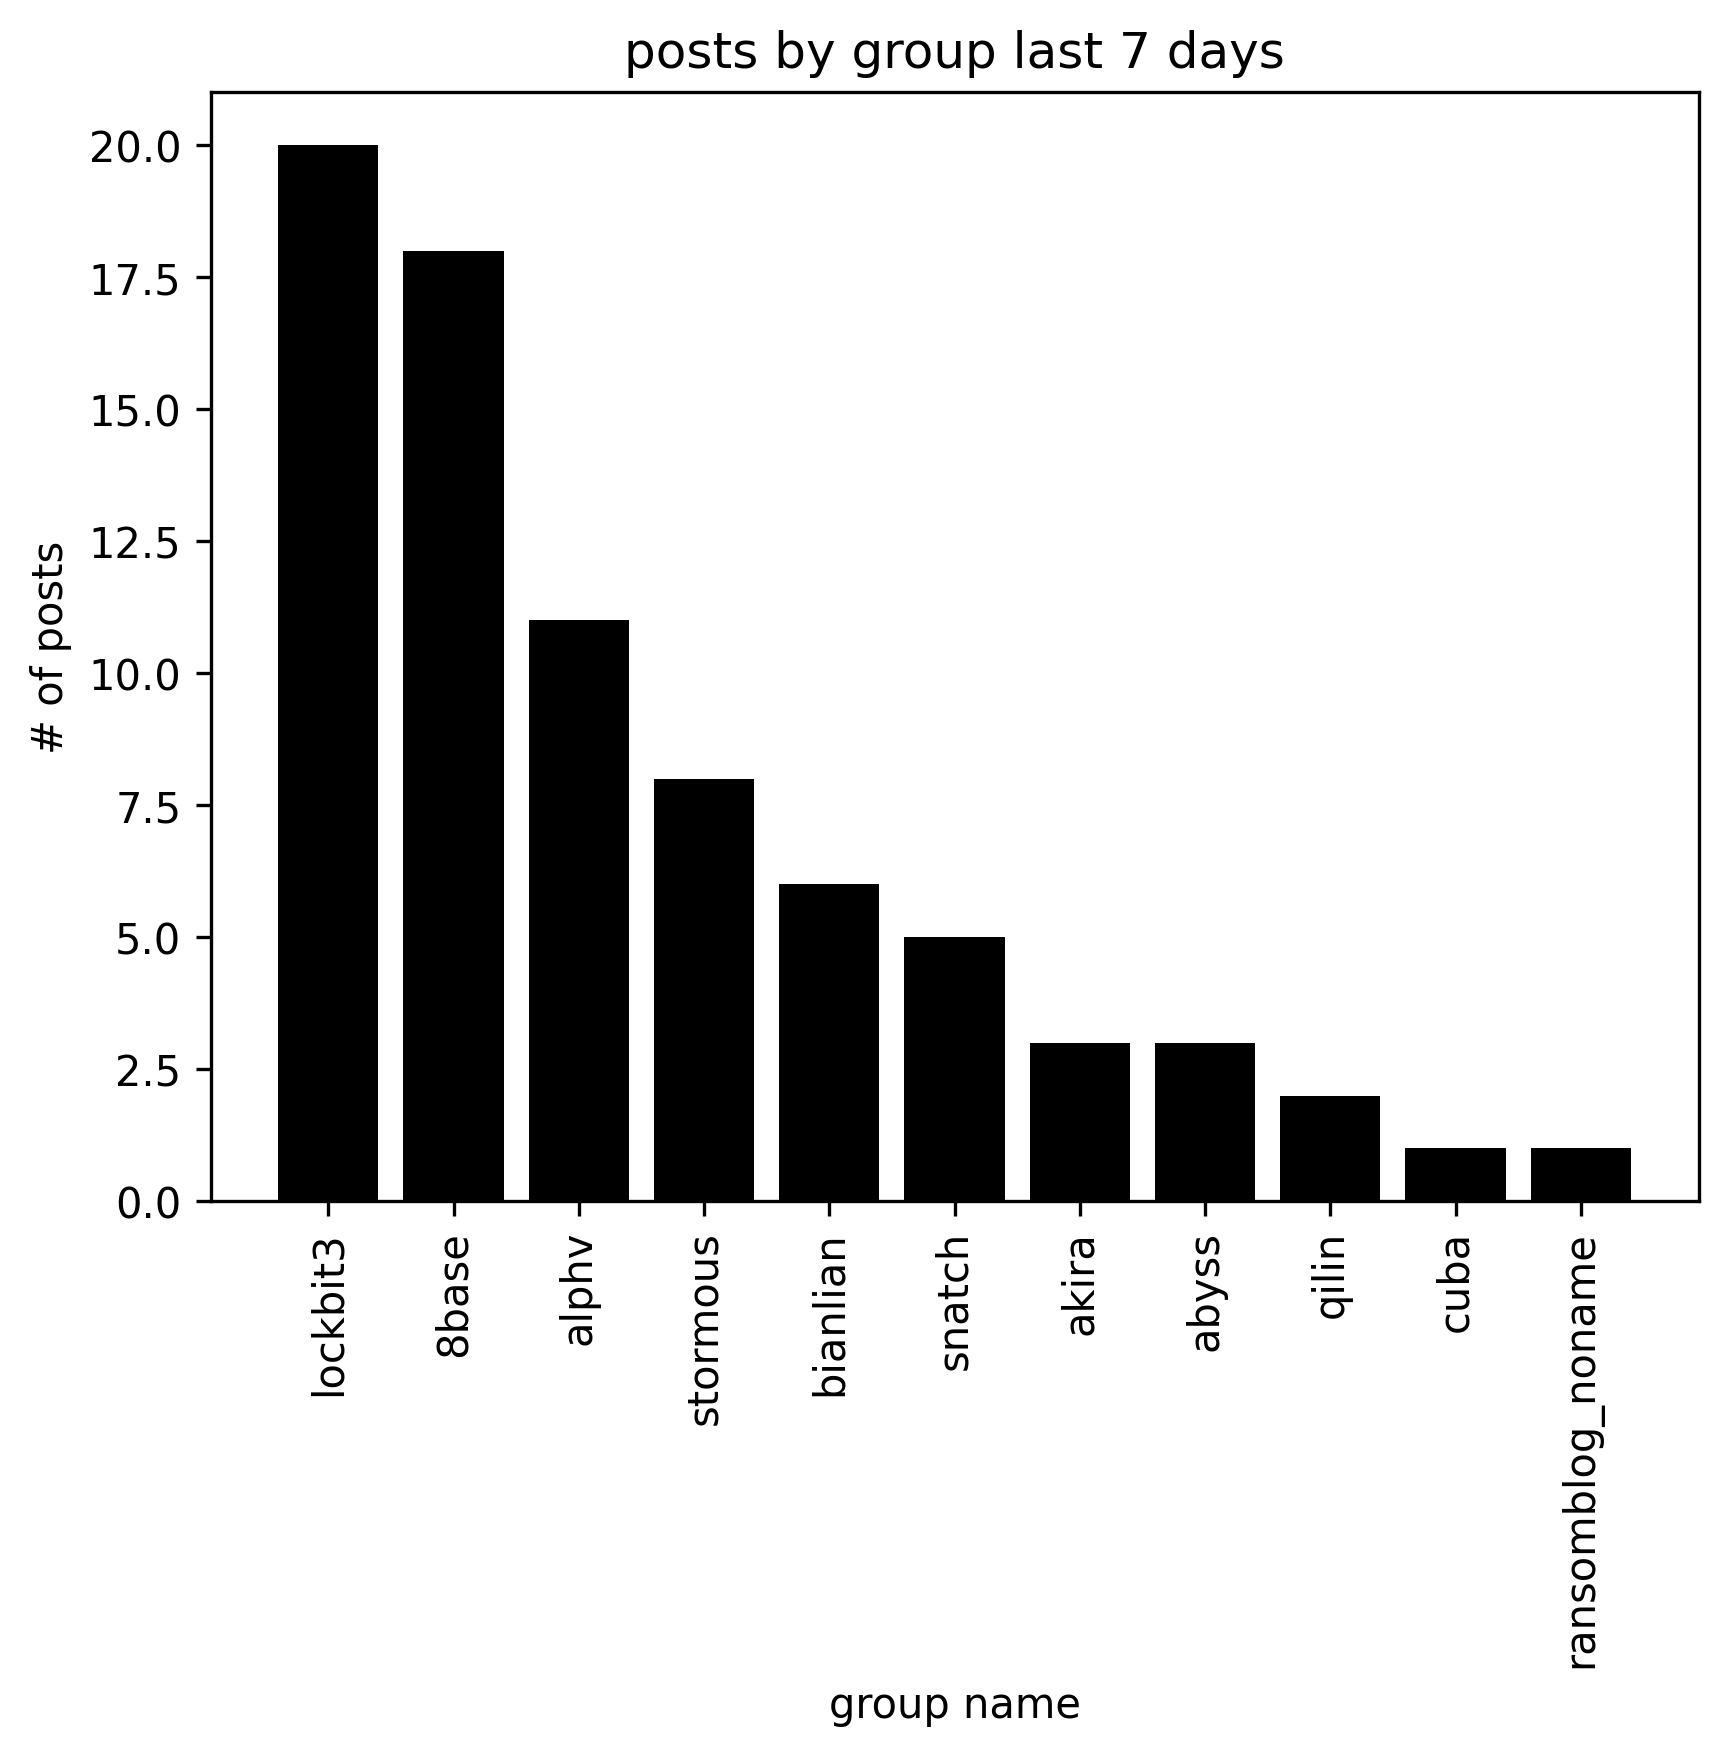 posts by group last 7 days
20.0
17.5
15.0
12.5
10.0
7.5
5.0
2.5
0.0
# of posts
lockbit3
8base
alphv
stormous
bianlian
snatch
akira
abyss
qilin
cuba
ransomblog_noname
group name